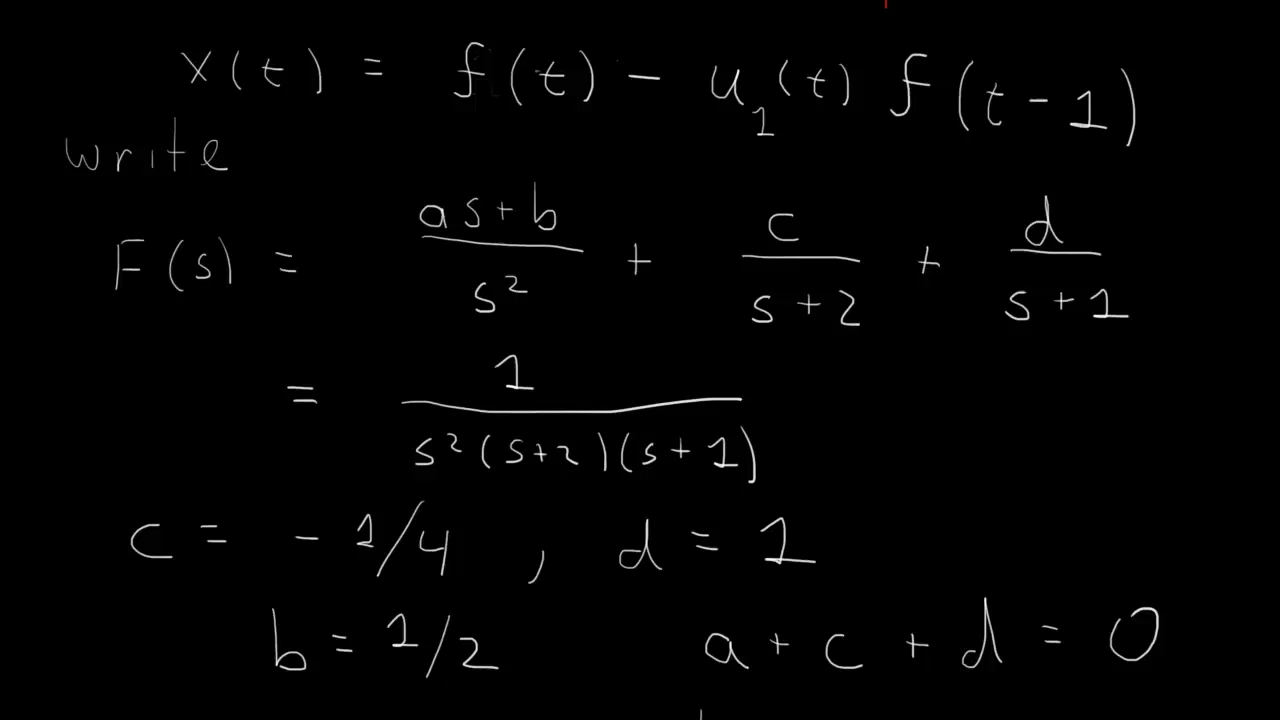 x(t) = f(t) - u₁(t) f(t-1)
write
F(s) = as+b/s² + c/s+2 + d/s+1
= 1/s²(s+2)(s+1)
c = -1/4 , d = 1
b = 1/2 a + c + d = 0